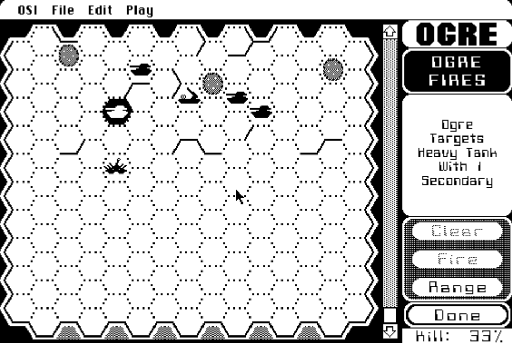 OSI File Edit Play
OGRE
OGRE
FIRES
Ogre
Targets
Heavy Tank
With 1
Secondary
Clear
Fire
Range
Done
Kill: 33%